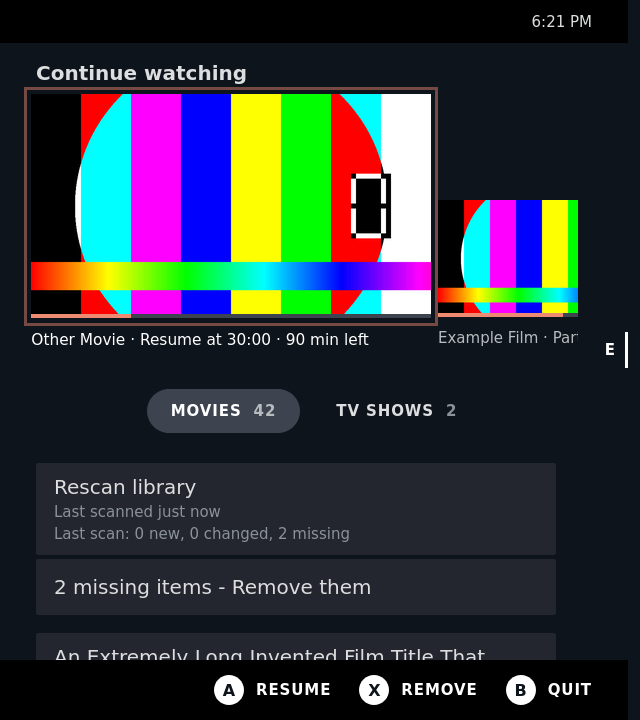 6:21 PM
Continue watching
Other Movie · Resume at 30:00 · 90 min left
Example Film · Par
E
MOVIES 42
TV SHOWS 2
Rescan library
Last scanned just now
Last scan: 0 new, 0 changed, 2 missing
2 missing items - Remove them
An Extremely Long Invented Film Title That
A RESUME
X REMOVE
B QUIT